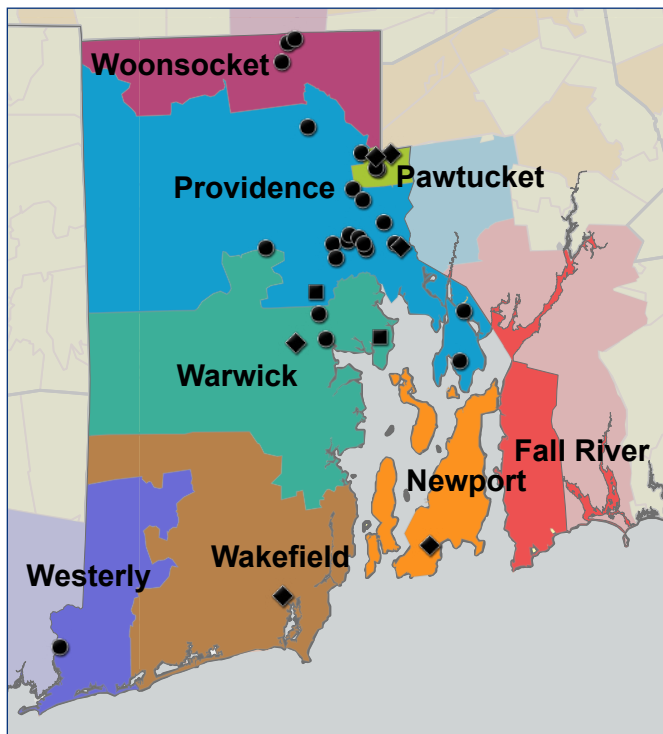 Woonsocket
Providence
Pawtucket
Warwick
Fall River
Newport
Wakefield
Westerly